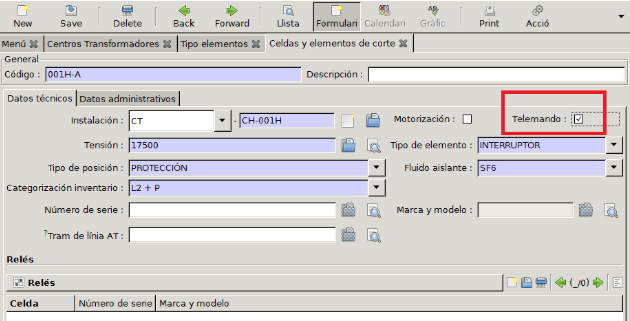 New Save Delete Back Forward Llista Formulari Calendari Gràfic Print Acció
Menú Centros Transformadores Tipo elementos Celdas y elementos de corte
General
Código : 001H-A Descripción :
Datos técnicos Datos administrativos
Instalación : CT - CH-001H Motorización : Telemando :
Tensión : 17500 Tipo de elemento : INTERRUPTOR
Tipo de posición : PROTECCIÓN Fluido aislante : SF6
Categorización inventario : L2 + P
Número de serie : Marca y modelo :
?Tram de línia AT :
Relés
Relés (_/0)
Celda Número de serie Marca y modelo